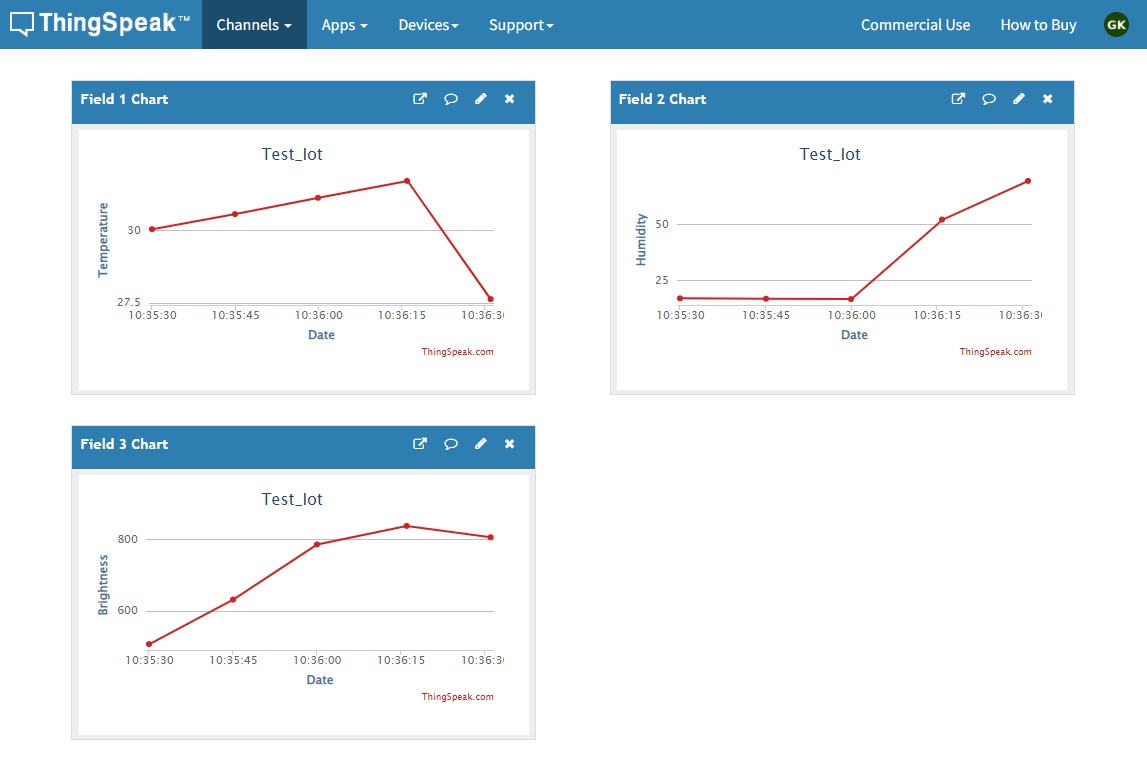 ThingSpeak™ Channels Apps Devices Support Commercial Use How to Buy GK
Field 1 Chart
Test_Iot
Temperature
30
27.5
10:35:30 10:35:45 10:36:00 10:36:15 10:36:3
Date
ThingSpeak.com
Field 2 Chart
Test_Iot
Humidity
50
25
10:35:30 10:35:45 10:36:00 10:36:15 10:36:3
Date
ThingSpeak.com
Field 3 Chart
Test_Iot
Brightness
800
600
10:35:30 10:35:45 10:36:00 10:36:15 10:36:3
Date
ThingSpeak.com